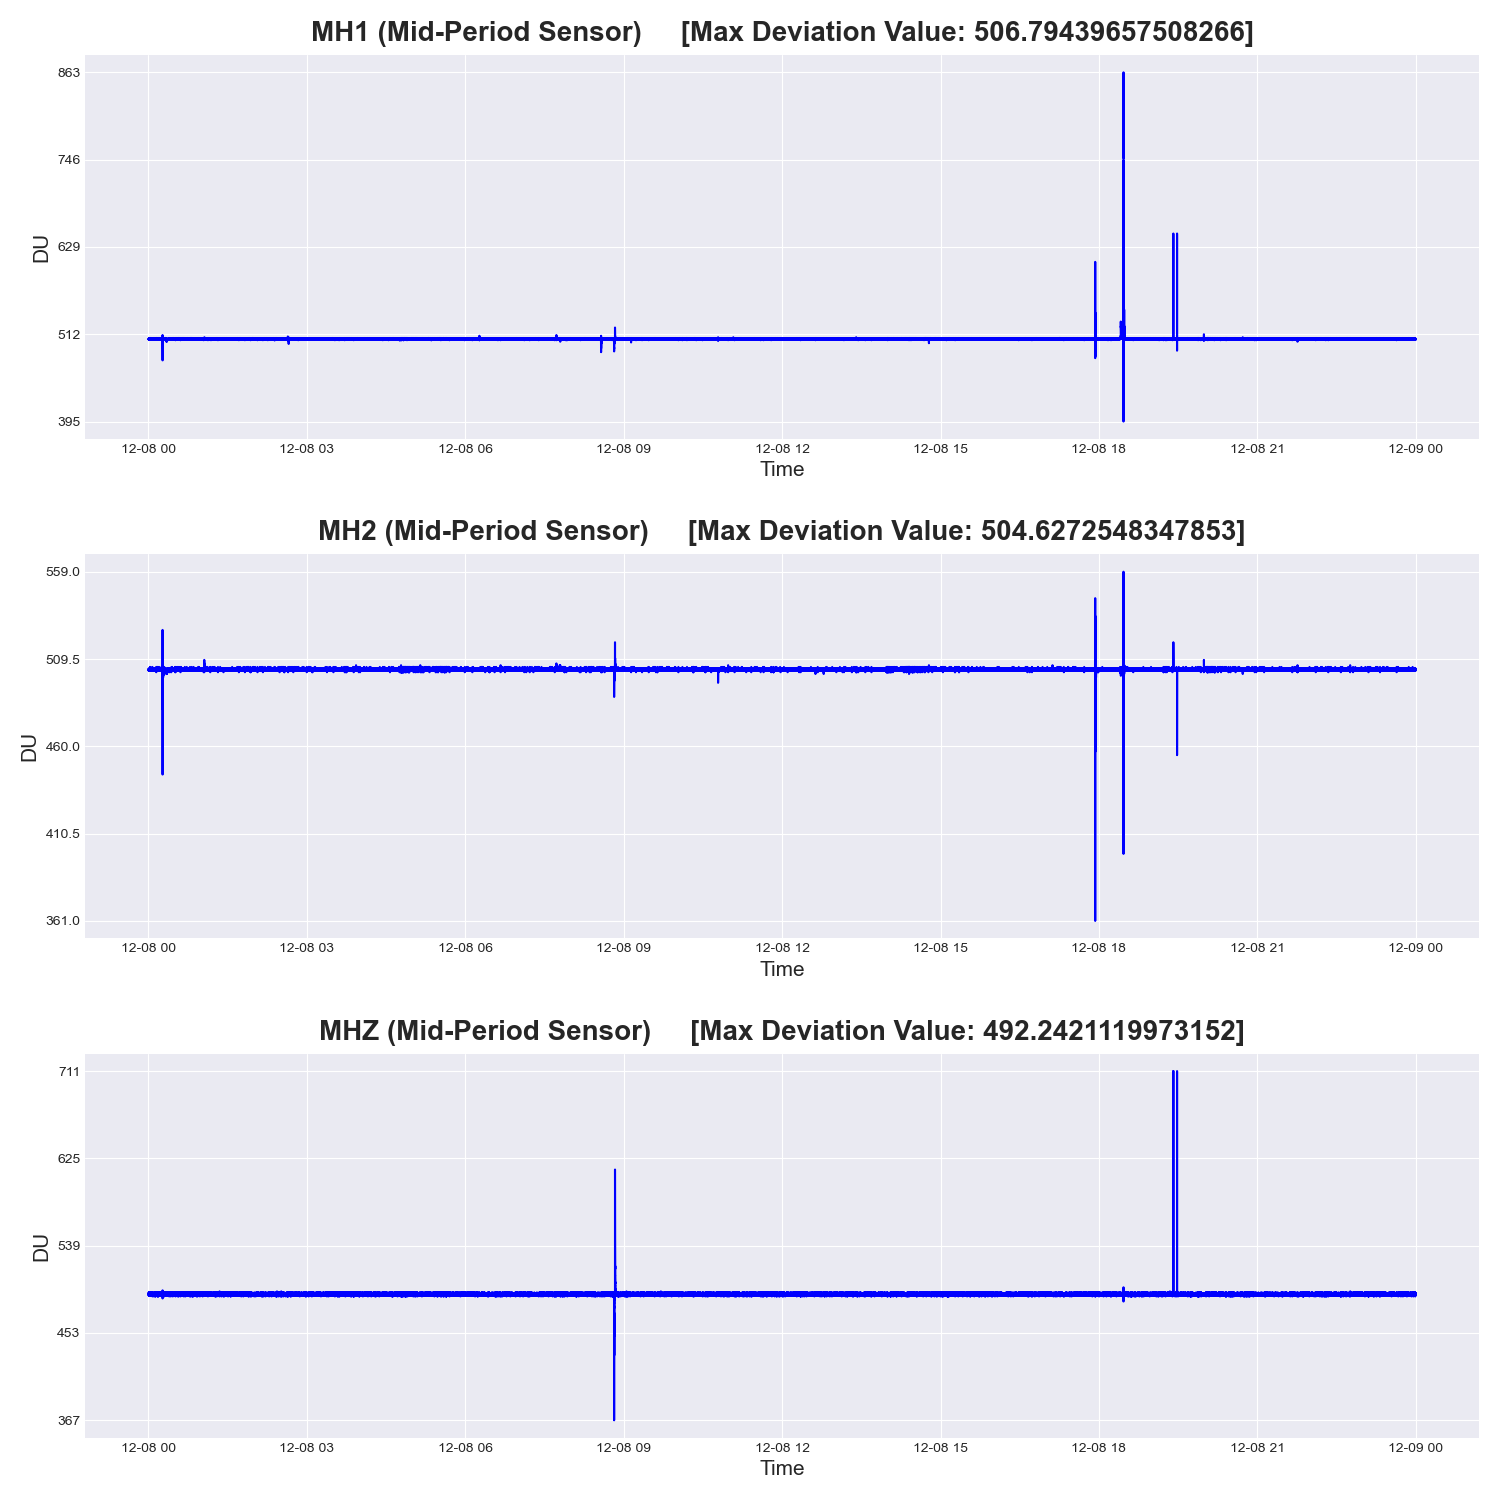 MH1 (Mid-Period Sensor) [Max Deviation Value: 506.79439657508266]
863
746
629
512
395
DU
12-08 00 12-08 03 12-08 06 12-08 09 12-08 12 12-08 15 12-08 18 12-08 21 12-09 00
Time
MH2 (Mid-Period Sensor) [Max Deviation Value: 504.6272548347853]
559.0
509.5
460.0
410.5
361.0
DU
12-08 00 12-08 03 12-08 06 12-08 09 12-08 12 12-08 15 12-08 18 12-08 21 12-09 00
Time
MHZ (Mid-Period Sensor) [Max Deviation Value: 492.2421119973152]
711
625
539
453
367
DU
12-08 00 12-08 03 12-08 06 12-08 09 12-08 12 12-08 15 12-08 18 12-08 21 12-09 00
Time